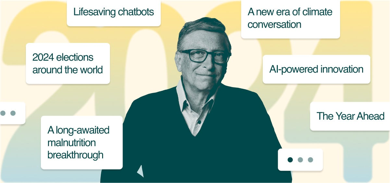 Lifesaving chatbots
A new era of climate
conversation
2024 elections
around the world
AI-powered innovation
The Year Ahead
A long-awaited
malnutrition
breakthrough
2024